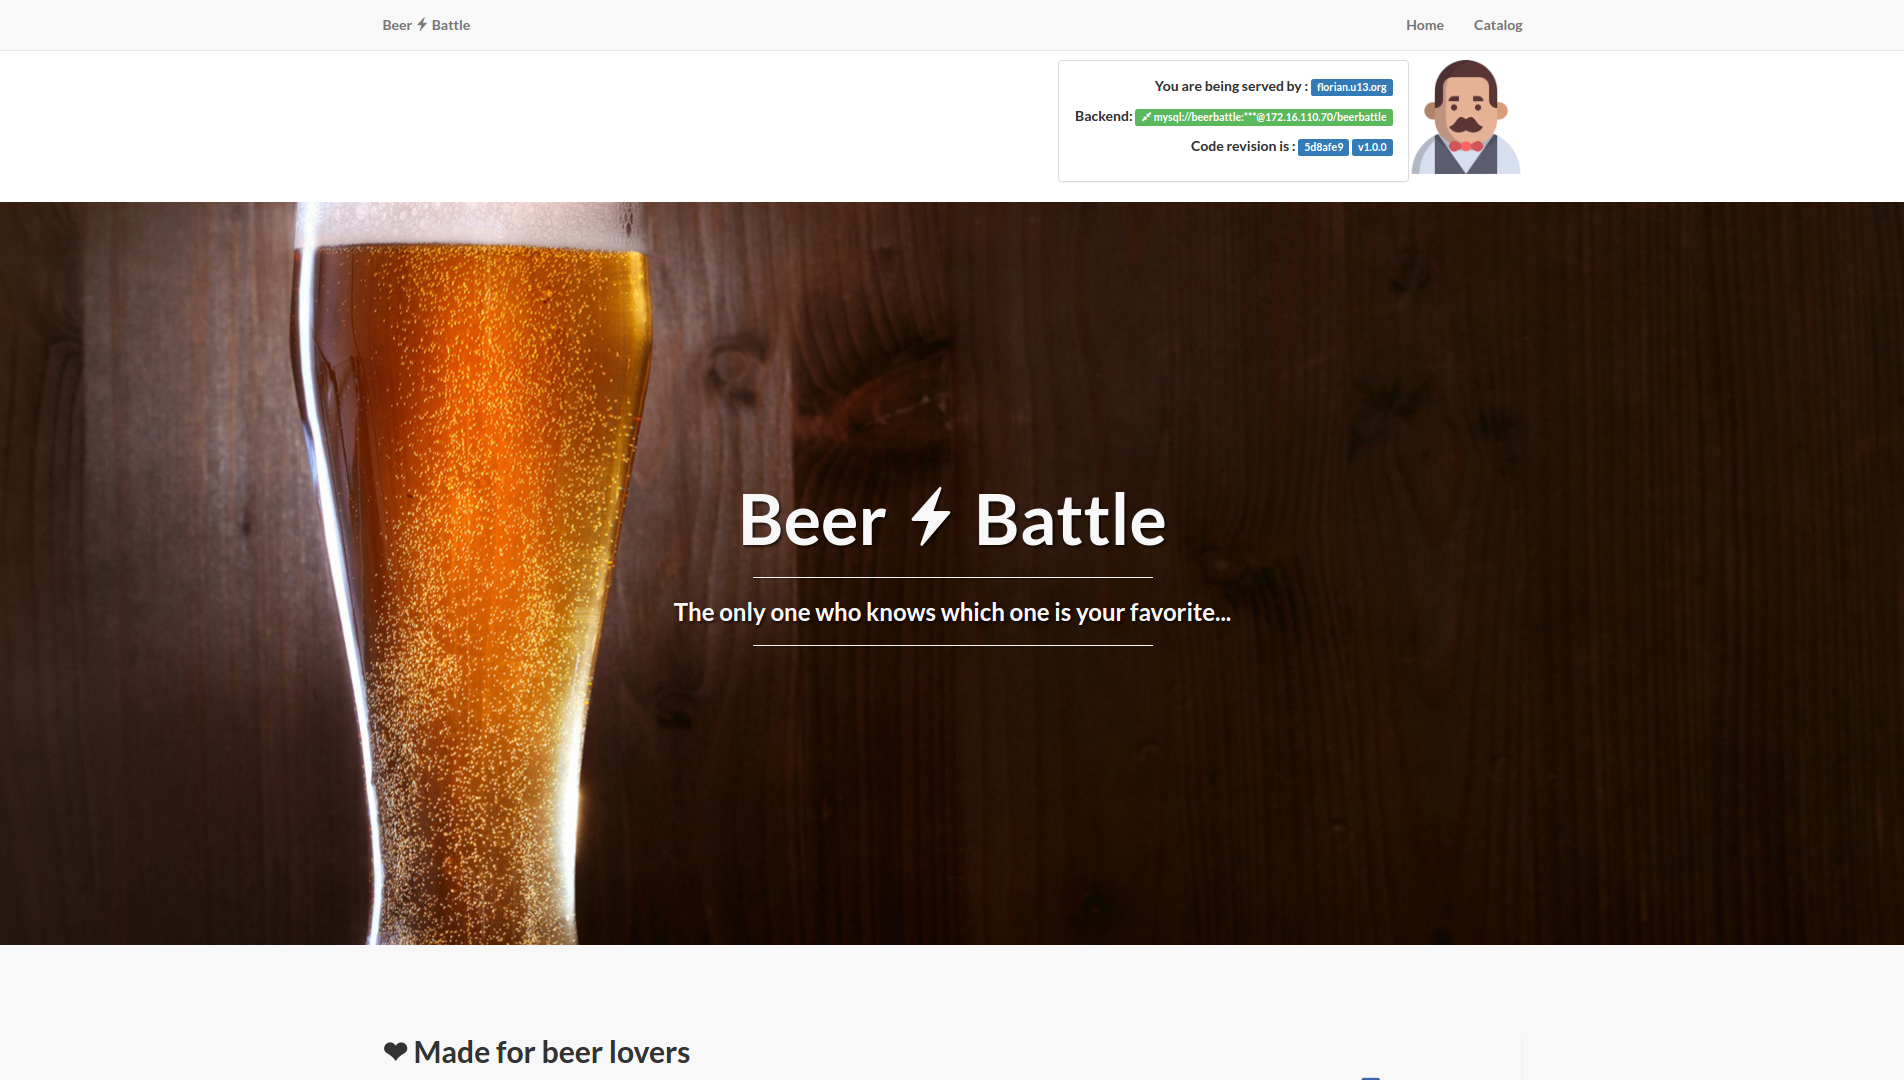 Beer ⚡ Battle
Home Catalog
You are being served by : florian.u13.org
Backend: mysql://beerbattle:***@172.16.110.70/beerbattle
Code revision is : 5d8afe9 v1.0.0
Beer ⚡ Battle
The only one who knows which one is your favorite...
❤ Made for beer lovers